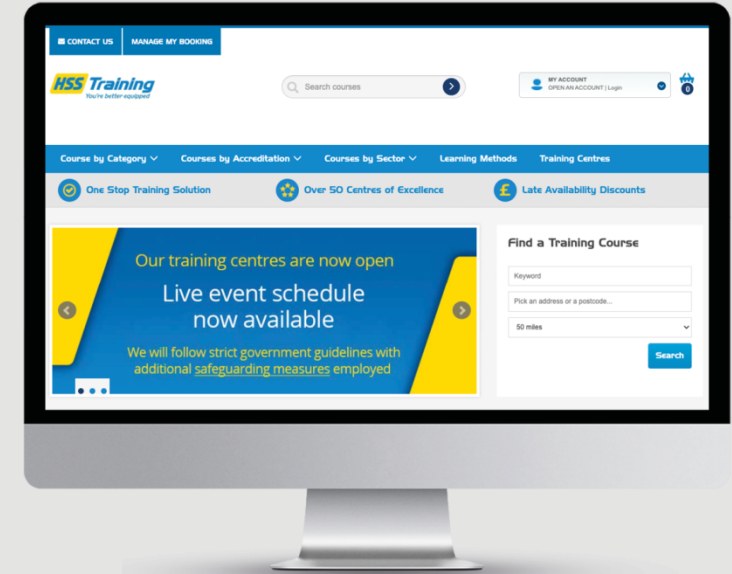 CONTACT US MANAGE MY BOOKING
HSS Training
You're better equipped
Search courses
MY ACCOUNT
OPEN AN ACCOUNT | Login
0
Course by Category Courses by Accreditation Courses by Sector Learning Methods Training Centres
One Stop Training Solution Over 50 Centres of Excellence £ Late Availability Discounts
Our training centres are now open
Live event schedule
now available
We will follow strict government guidelines with
additional safeguarding measures employed
Find a Training Course
Keyword
Pick an address or a postcode...
50 miles
Search